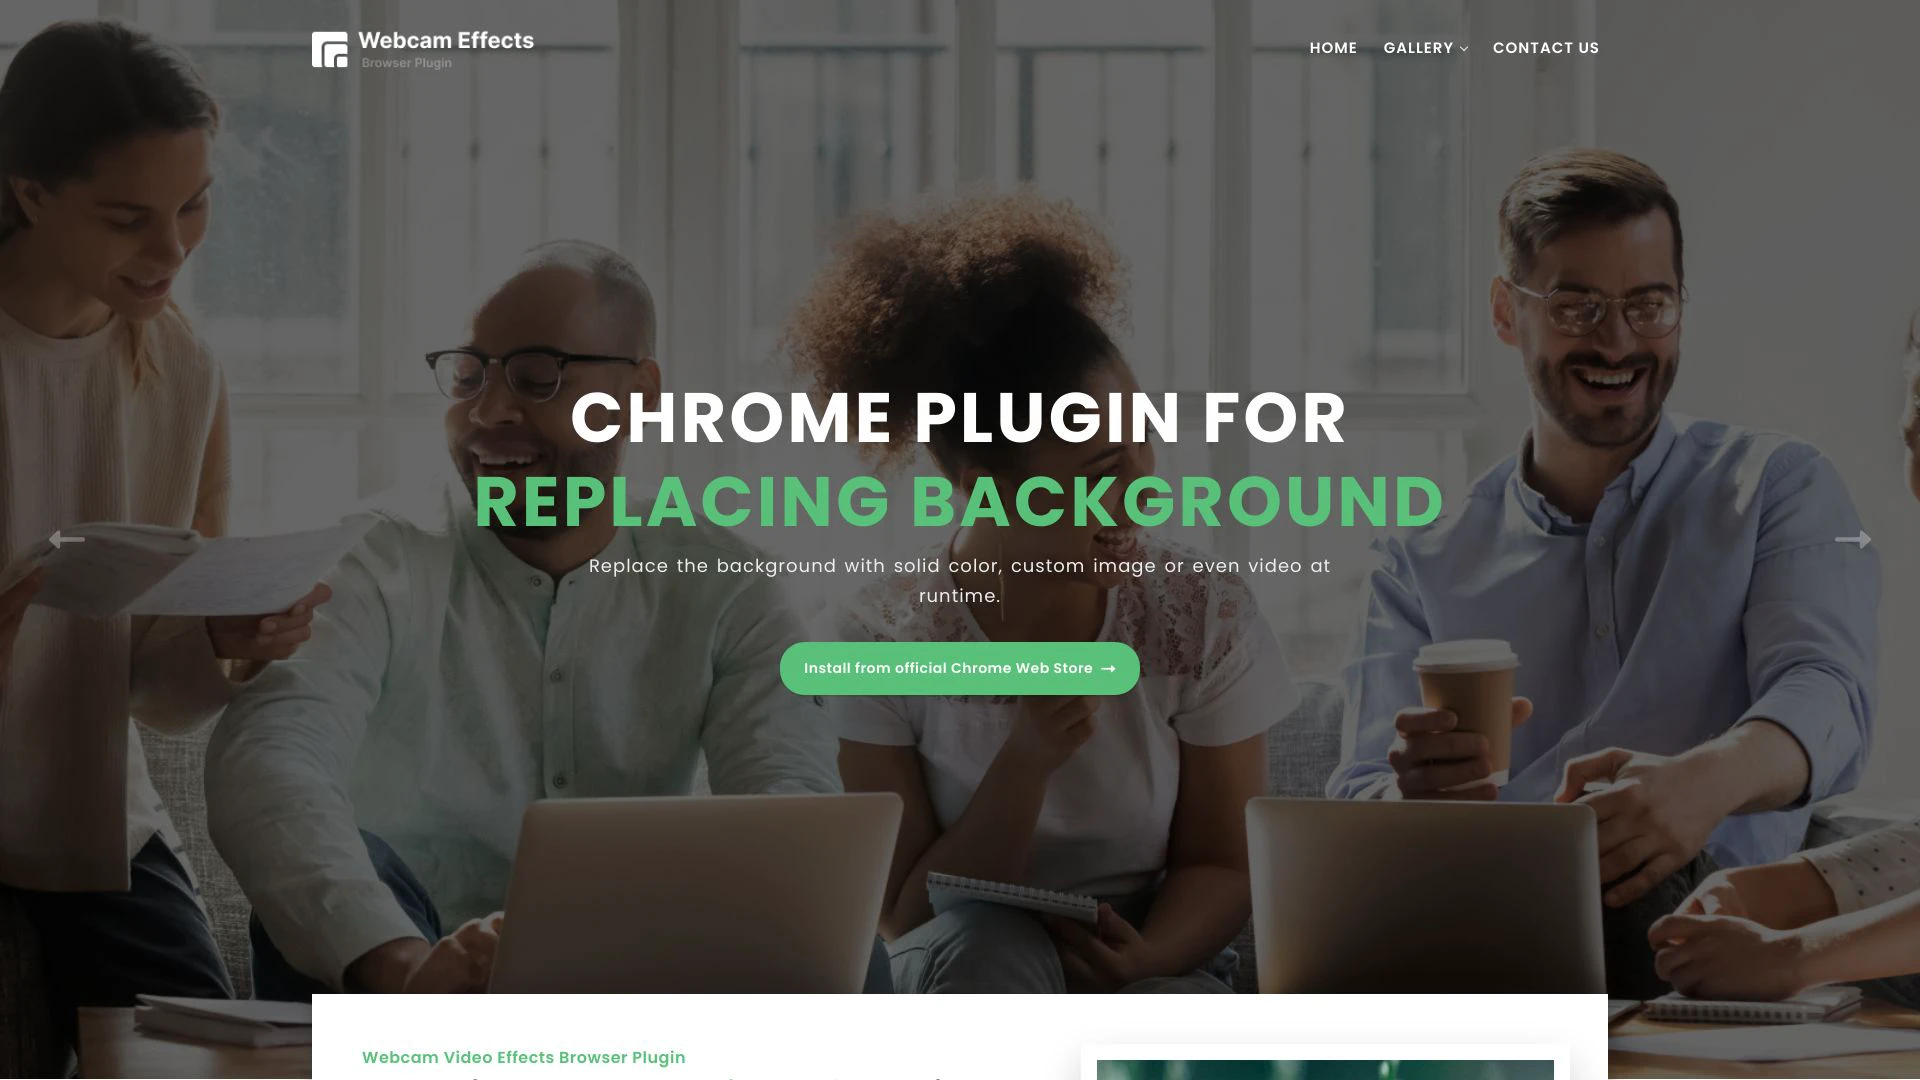 Webcam Effects
Browser Plugin
HOME
GALLERY
CONTACT US
CHROME PLUGIN FOR
REPLACING BACKGROUND
Replace the background with solid color, custom image or even video at
runtime.
Install from official Chrome Web Store →
Webcam Video Effects Browser Plugin